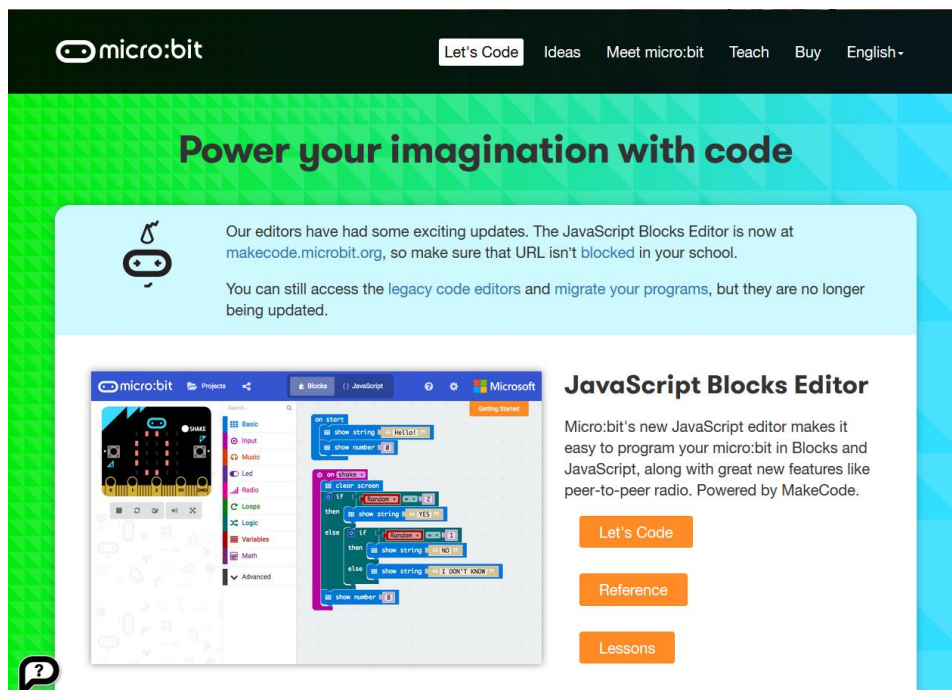 micro:bit
Let's Code Ideas Meet micro:bit Teach Buy English
Power your imagination with code
Our editors have had some exciting updates. The JavaScript Blocks Editor is now at
makecode.microbit.org, so make sure that URL isn't blocked in your school.
You can still access the legacy code editors and migrate your programs, but they are no longer
being updated.
micro:bit Projects Blocks {} JavaScript ? Microsoft
Search...
Getting Started
SHAKE
A
B
0 1 2 3V GND
Basic
Input
Music
Led
Radio
Loops
Logic
Variables
Math
Advanced
on start
show string " Hello! "
show number 0
on shake
clear screen
if Random = 2
then show string " YES "
else if Random = 1
then show string " NO "
else show string " I DON'T KNOW "
show number 8
JavaScript Blocks Editor
Micro:bit's new JavaScript editor makes it
easy to program your micro:bit in Blocks and
JavaScript, along with great new features like
peer-to-peer radio. Powered by MakeCode.
Let's Code
Reference
Lessons
?